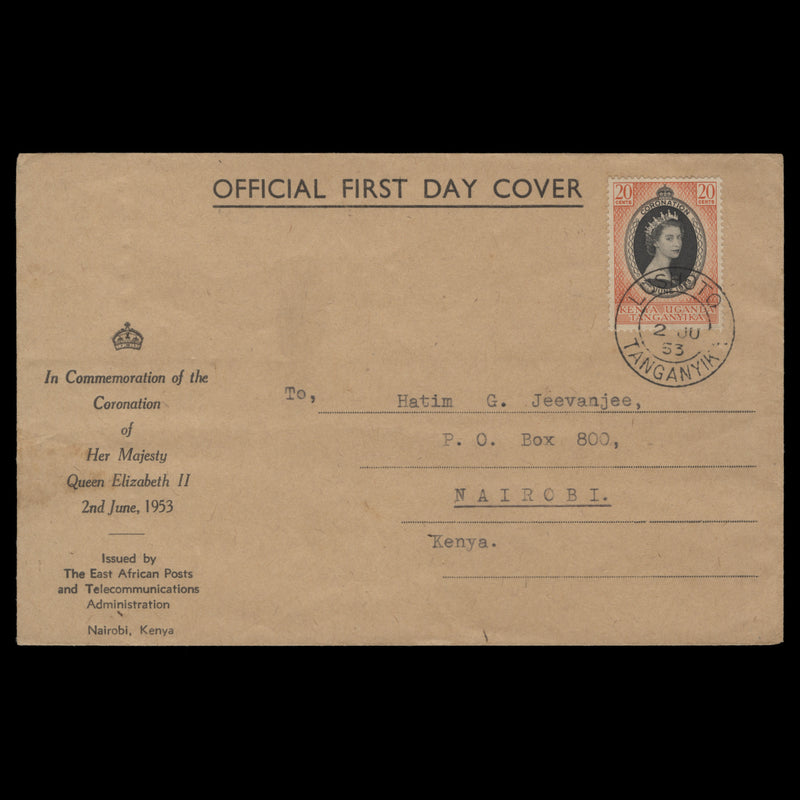 OFFICIAL FIRST DAY COVER
20 CENTS 20 CENTS
CORONATION
KENYA UGANDA
TANGANYIKA
2 JU
53
TANGANYIK
In Commemoration of the
Coronation
of
Her Majesty
Queen Elizabeth II
2nd June, 1953
Issued by
The East African Posts
and Telecommunications
Administration
Nairobi, Kenya
To,
Hatim G. Jeevanjee,
P. O. Box 800,
NAIROBI.
Kenya.